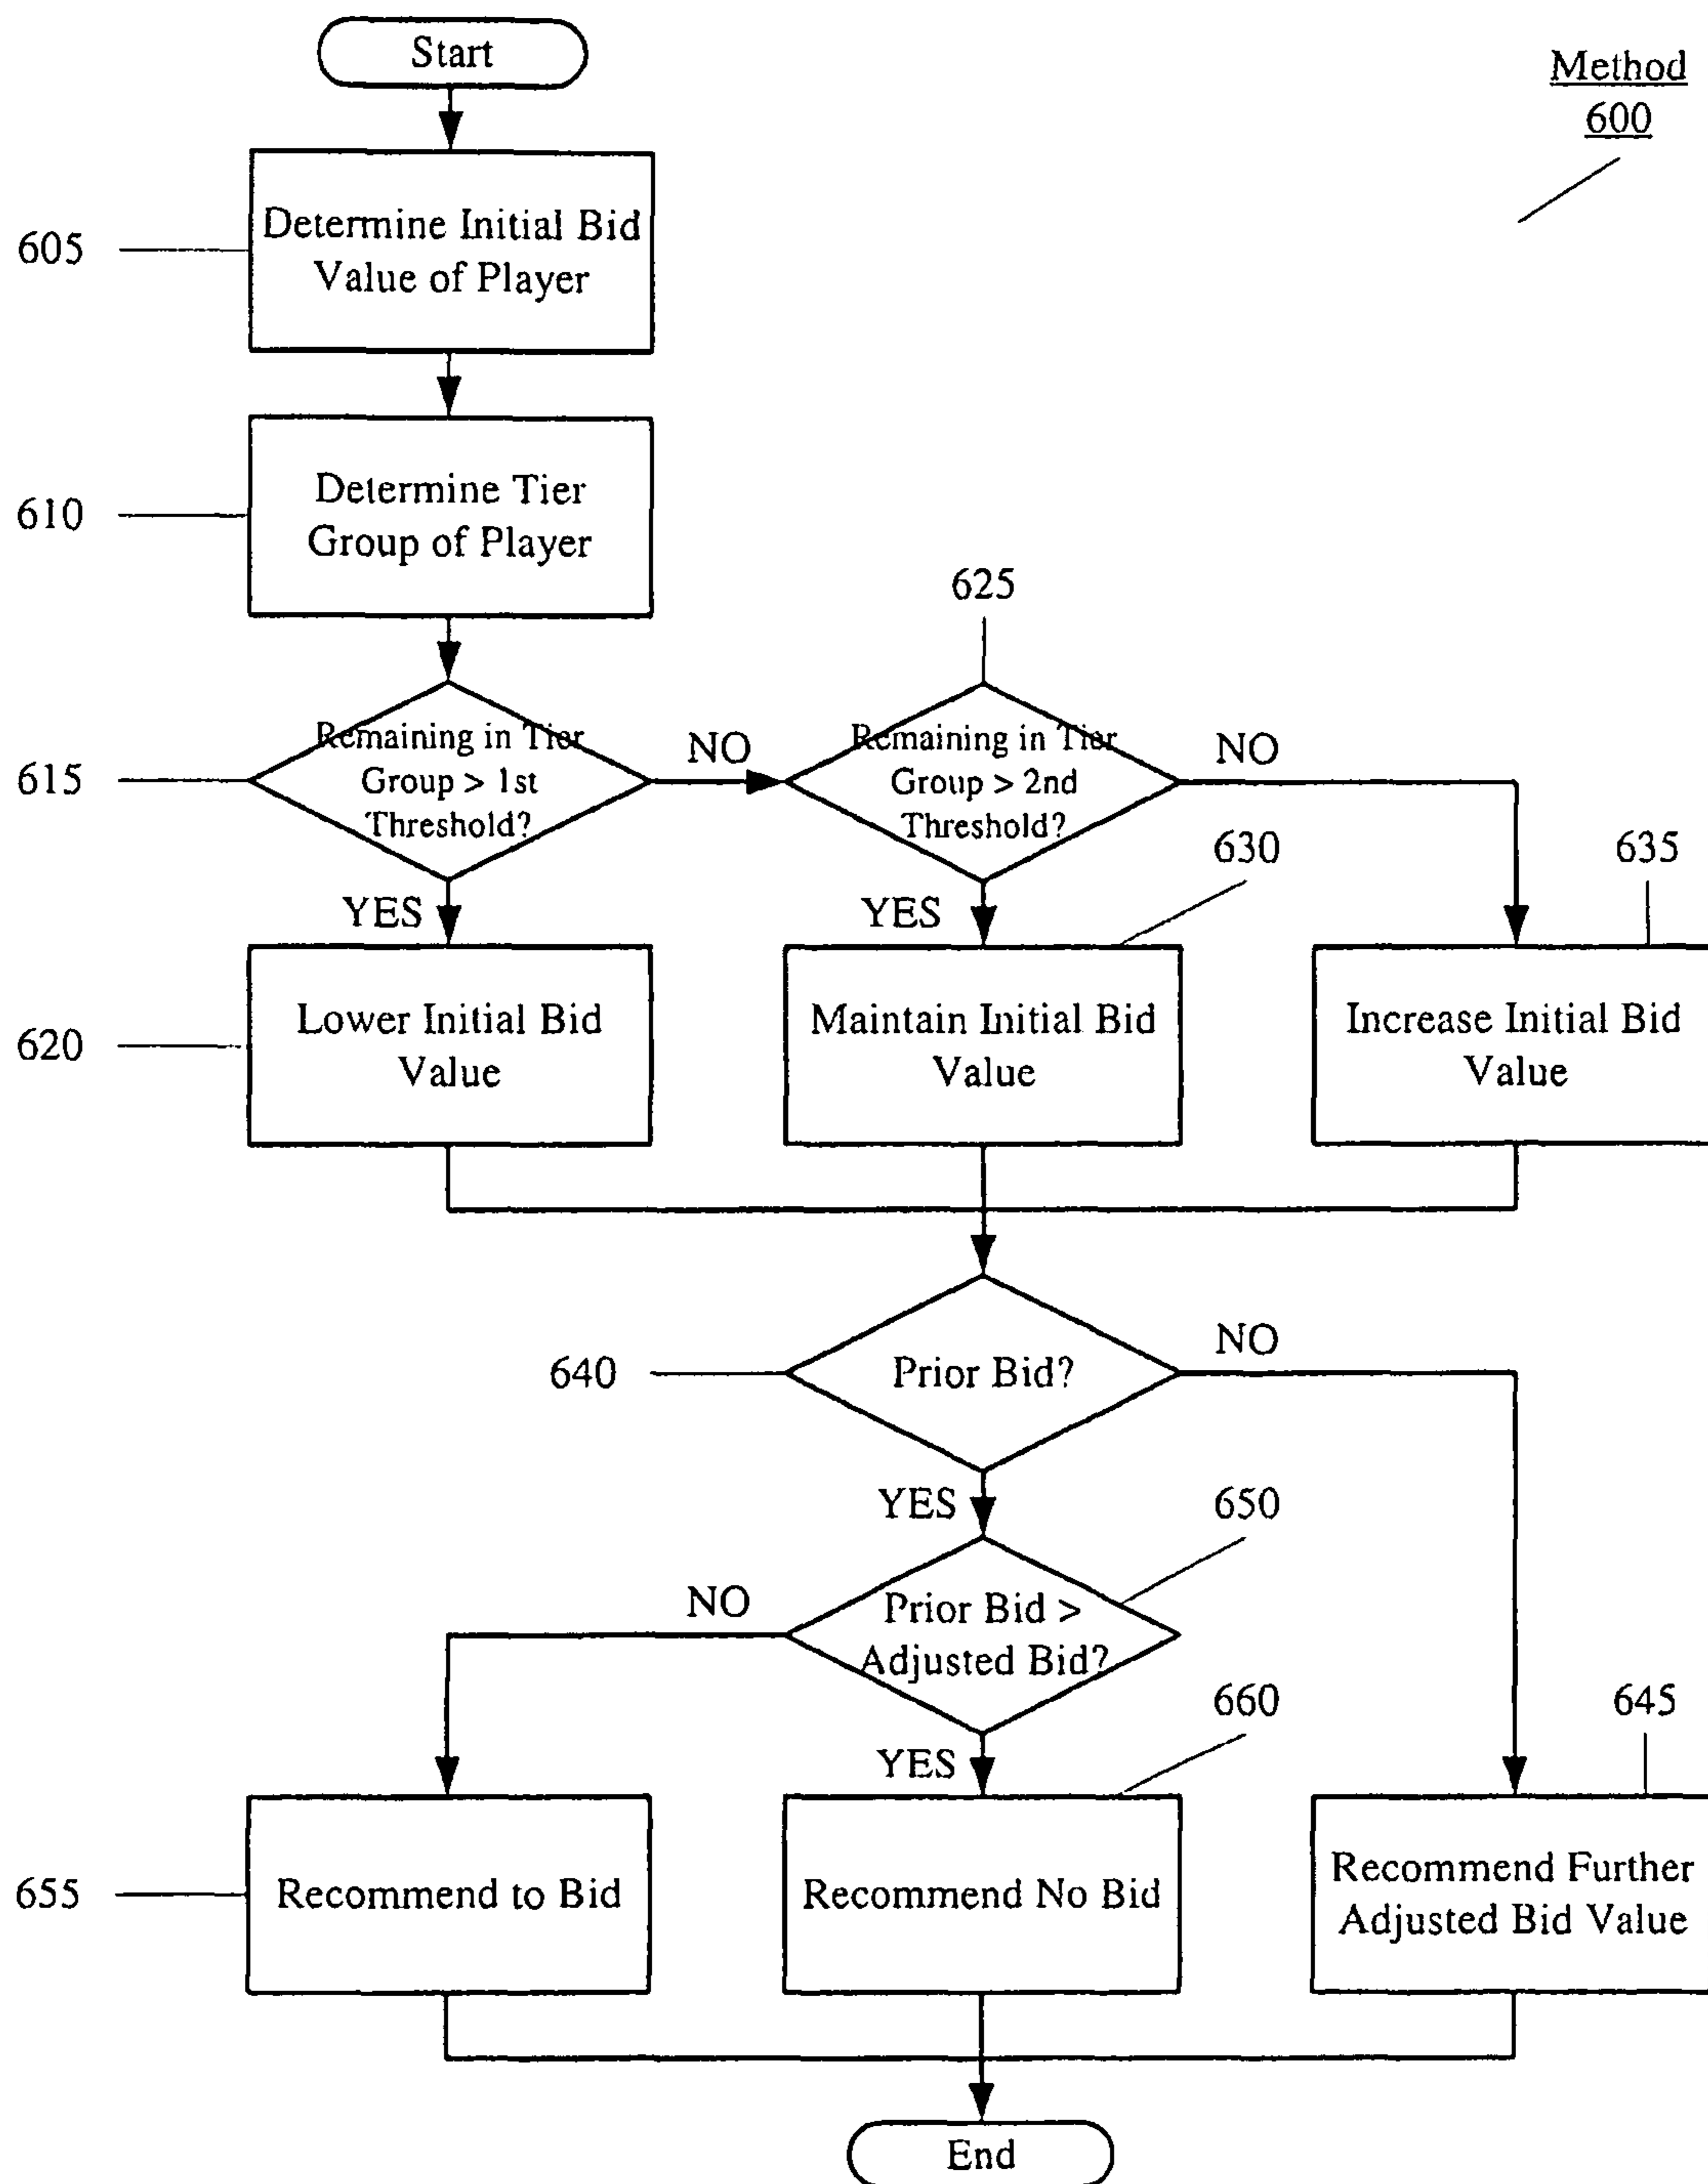 Start
Method
600
605
Determine Initial Bid
Value of Player
610
Determine Tier
Group of Player
625
615
Remaining in Tier
Group > 1st
Threshold?
NO
Remaining in Tier
Group > 2nd
Threshold?
NO
630
635
YES
YES
620
Lower Initial Bid
Value
Maintain Initial Bid
Value
Increase Initial Bid
Value
640
Prior Bid?
NO
YES
650
NO
Prior Bid >
Adjusted Bid?
660
645
YES
655
Recommend to Bid
Recommend No Bid
Recommend Further
Adjusted Bid Value
End